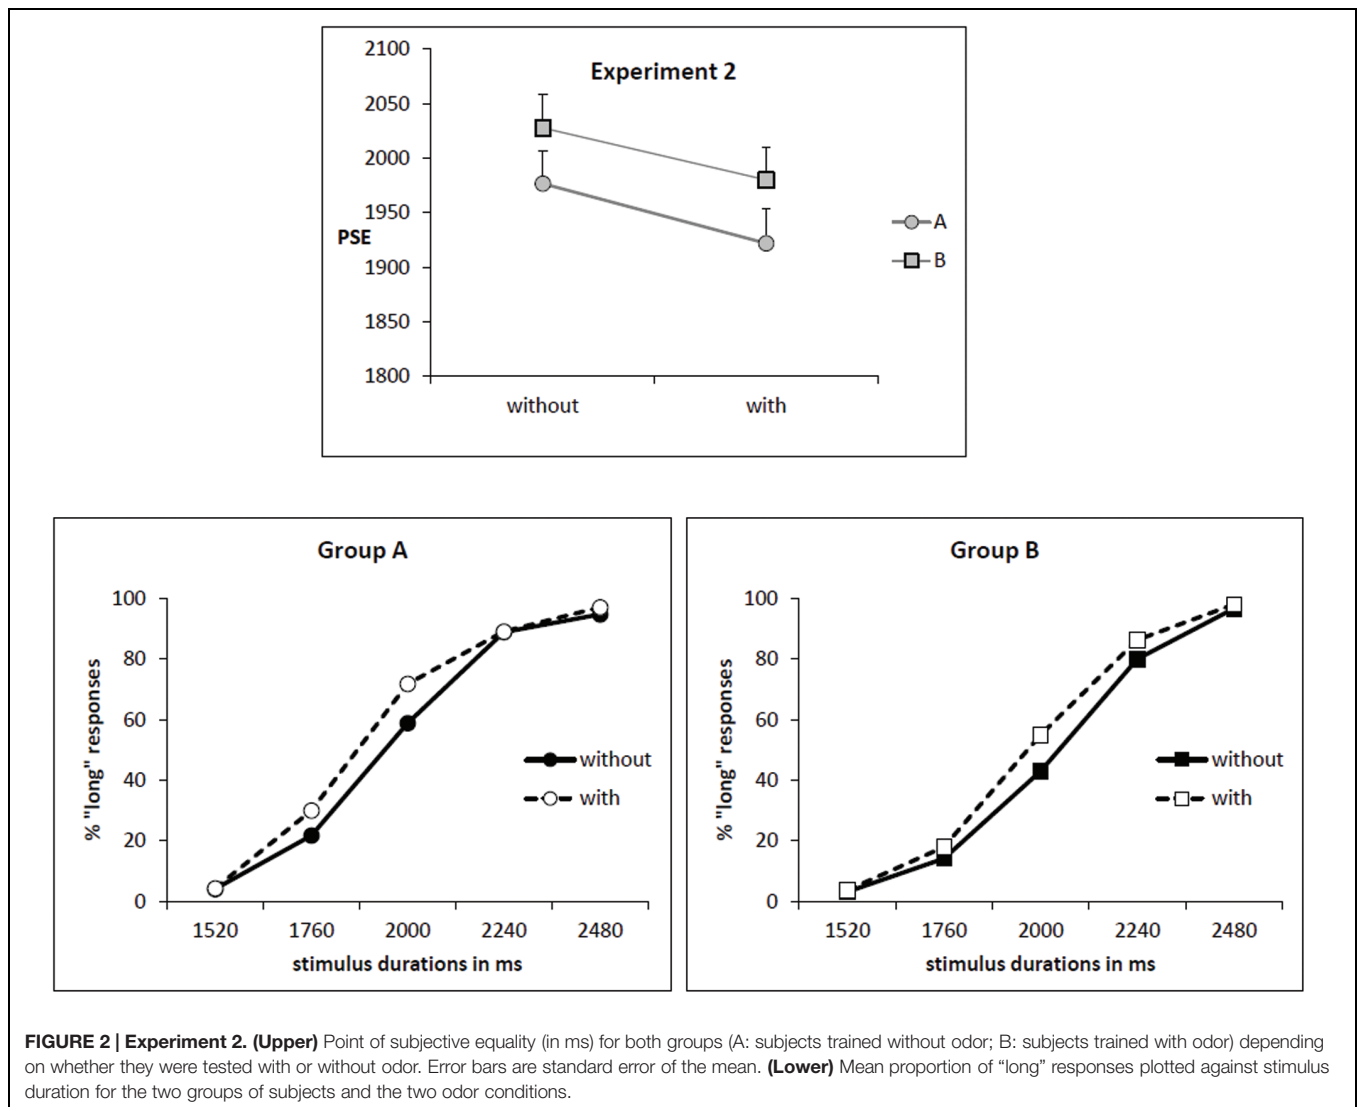 Experiment 2
2100
2050
2000
1950
1900
1850
1800
PSE
without with
A
B
Group A
100
80
60
40
20
0
% "long" responses
1520 1760 2000 2240 2480
stimulus durations in ms
without
with
Group B
100
80
60
40
20
0
% "long" responses
1520 1760 2000 2240 2480
stimulus durations in ms
without
with
FIGURE 2 | Experiment 2. (Upper) Point of subjective equality (in ms) for both groups (A: subjects trained without odor; B: subjects trained with odor) depending
on whether they were tested with or without odor. Error bars are standard error of the mean. (Lower) Mean proportion of “long” responses plotted against stimulus
duration for the two groups of subjects and the two odor conditions.